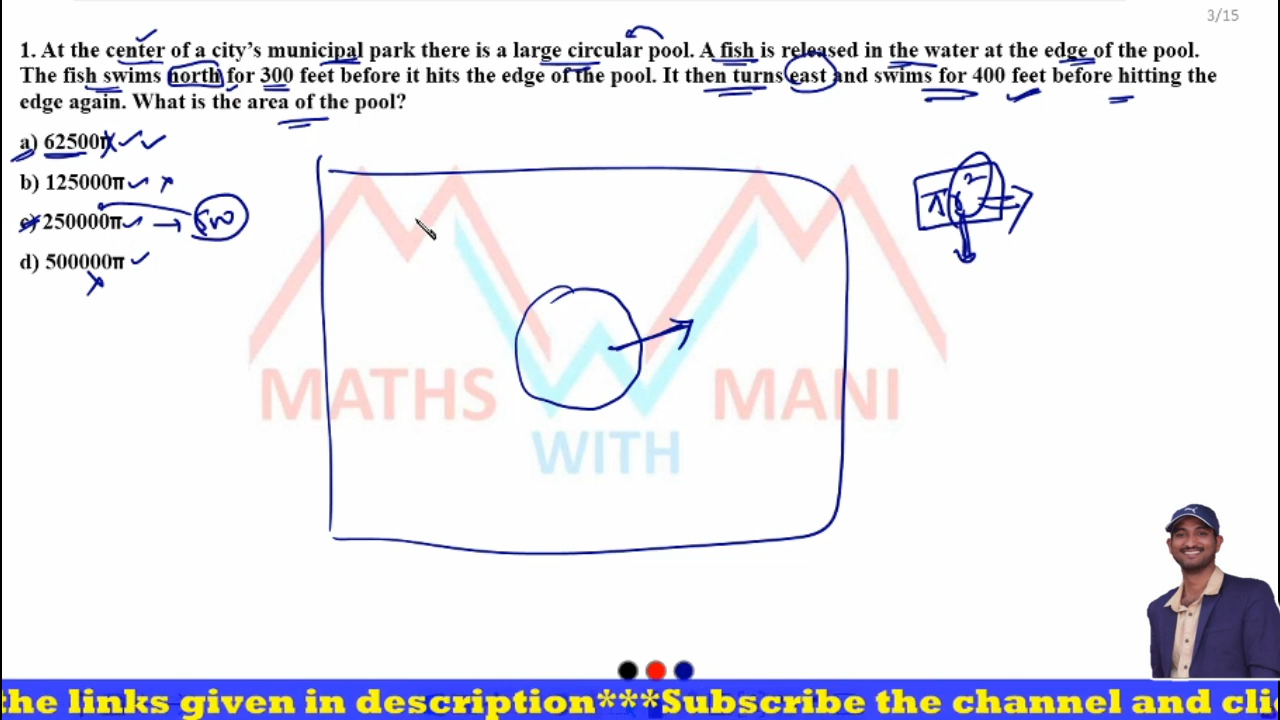 3/15
1. At the center of a city's municipal park there is a large circular pool. A fish is released in the water at the edge of the pool.
The fish swims north for 300 feet before it hits the edge of the pool. It then turns east and swims for 400 feet before hitting the
edge again. What is the area of the pool?
a) 62500π
b) 125000π
c) 250000π
500
d) 500000π
2
π
MATHS
WITH
MANI
the links given in description***Subscribe the channel and clic